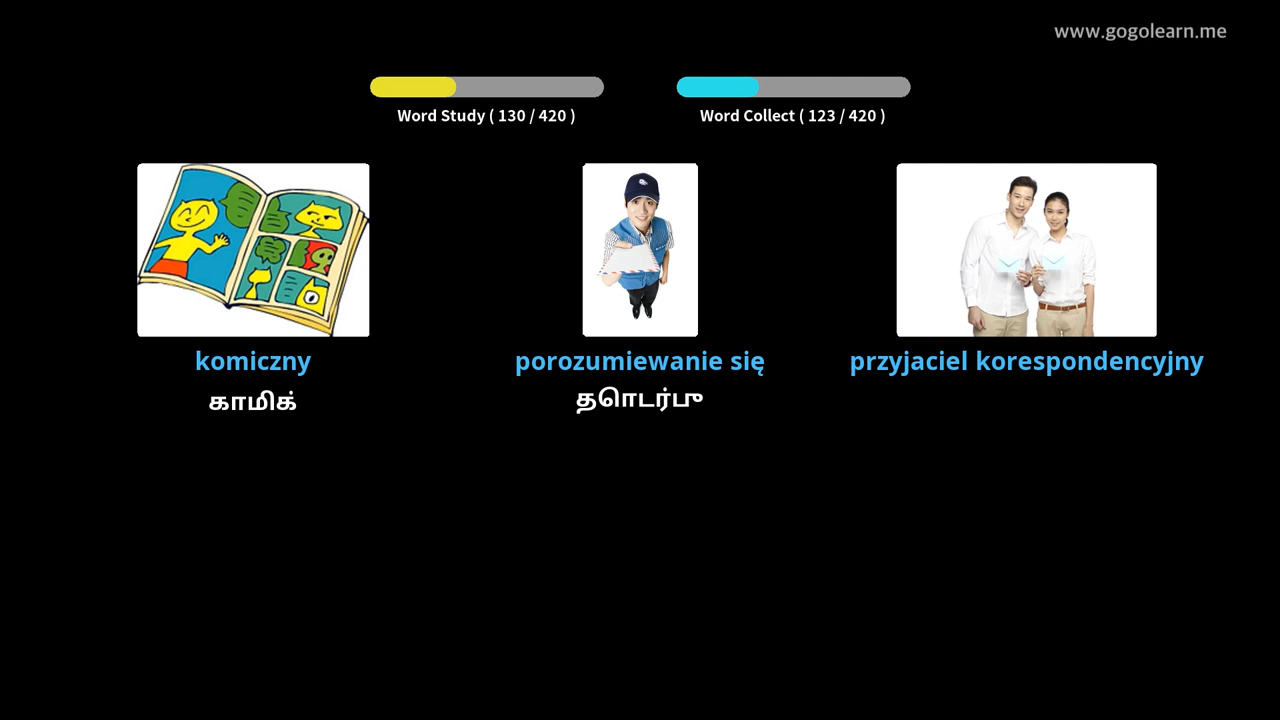 www.gogolearn.me
Word Study ( 130 / 420 )
Word Collect ( 123 / 420 )
komiczny
porozumiewanie się
przyjaciel korespondencyjny
காமிக்
தொடர்பு